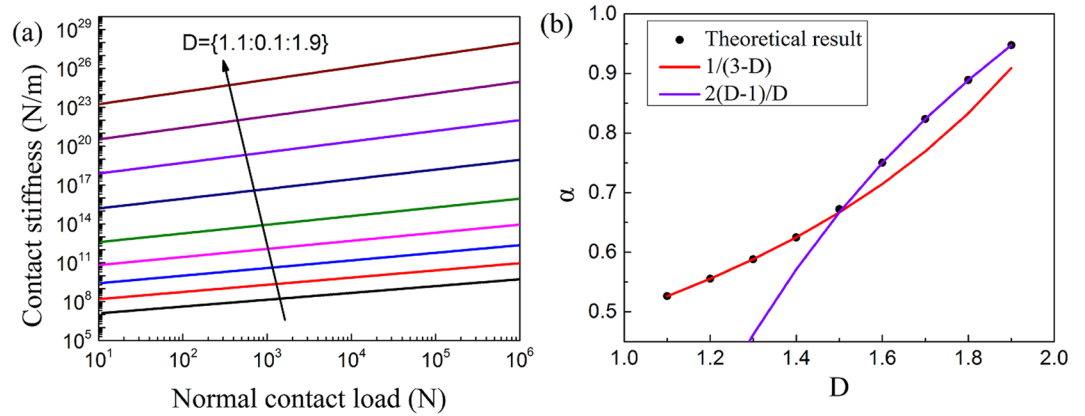 (a)
Contact stiffness (N/m)
10^29
10^26
10^23
10^20
10^17
10^14
10^11
10^8
10^5
D={1.1:0.1:1.9}
10^1 10^2 10^3 10^4 10^5 10^6
Normal contact load (N)
(b)
α
1.0
0.9
0.8
0.7
0.6
0.5
Theoretical result
1/(3-D)
2(D-1)/D
1.0 1.2 1.4 1.6 1.8 2.0
D